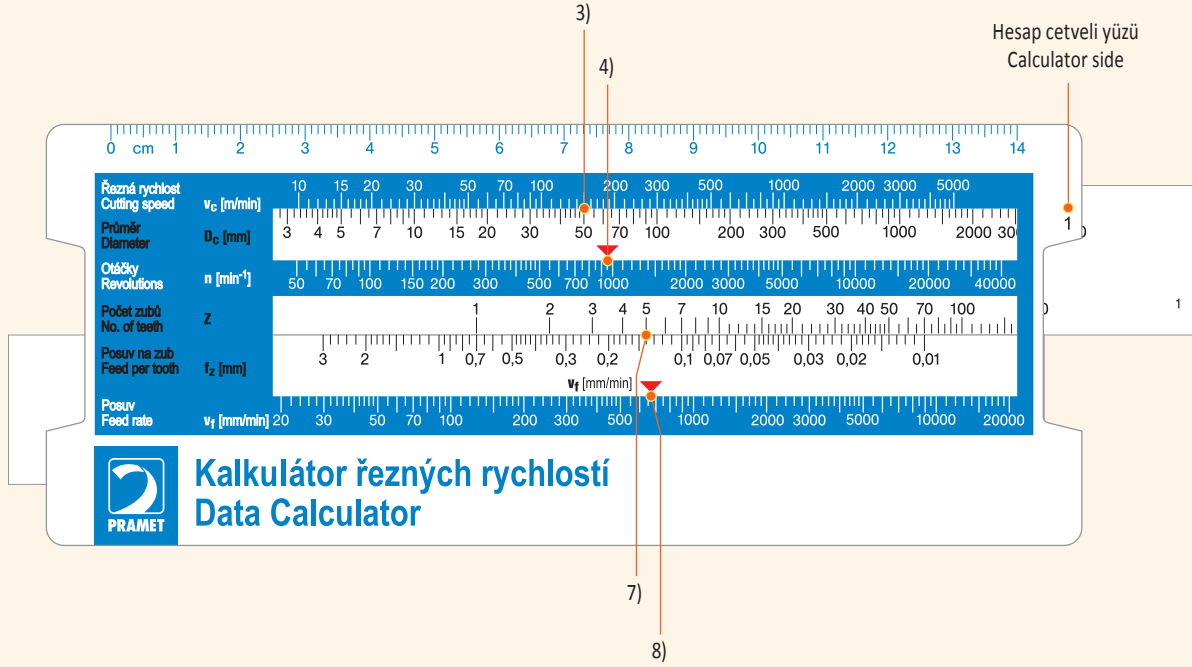 3)
Hesap cetveli yüzü
Calculator side
4)
0 cm 1 2 3 4 5 6 7 8 9 10 11 12 13 14
Řezná rychlost
Cutting speed
vc [m/min]
10 15 20 30 50 70 100 200 300 500 1000 2000 3000 5000
Průměr
Diameter
Dc [mm]
3 4 5 7 10 15 20 30 50 70 100 200 300 500 1000 2000
1
Otáčky
Revolutions
n [min-1]
50 70 100 150 200 300 500 700 1000 2000 3000 5000 10000 20000 40000
Počet zubů
No. of teeth
Z
1 2 3 4 5 7 10 15 20 30 40 50 70 100
1
Posuv na zub
Feed per tooth
fz [mm]
3 2 1 0,7 0,5 0,3 0,2 0,1 0,07 0,05 0,03 0,02 0,01
vf [mm/min]
Posuv
Feed rate
vf [mm/min]
20 30 50 70 100 200 300 500 1000 2000 3000 5000 10000 20000
PRAMET
Kalkulátor řezných rychlostí
Data Calculator
7)
8)